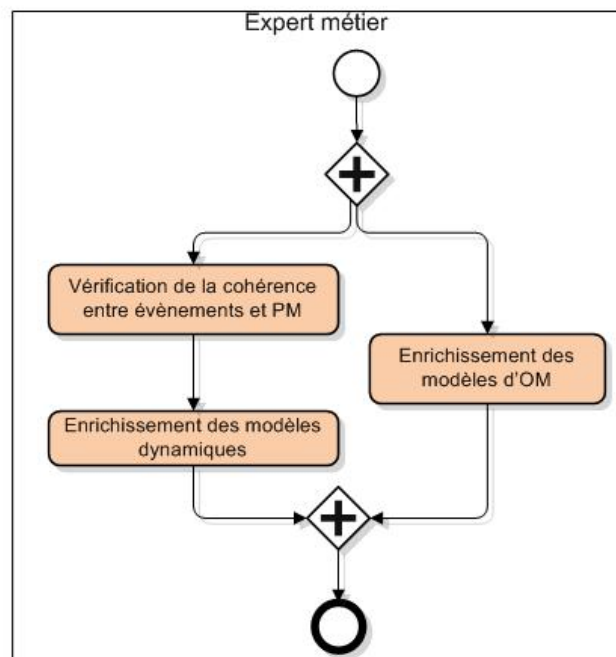 Expert métier
Vérification de la cohérence
entre évènements et PM
Enrichissement des
modèles d'OM
Enrichissement des modèles
dynamiques